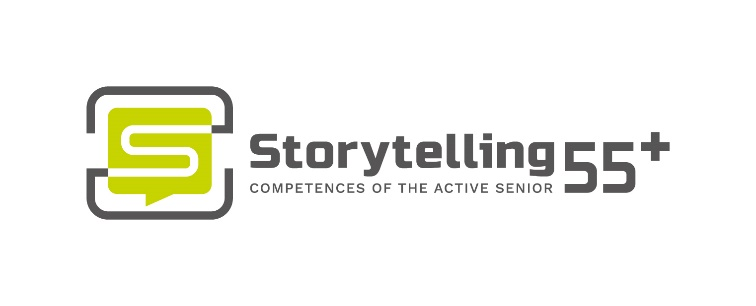 Storytelling 55+
COMPETENCES OF THE ACTIVE SENIOR